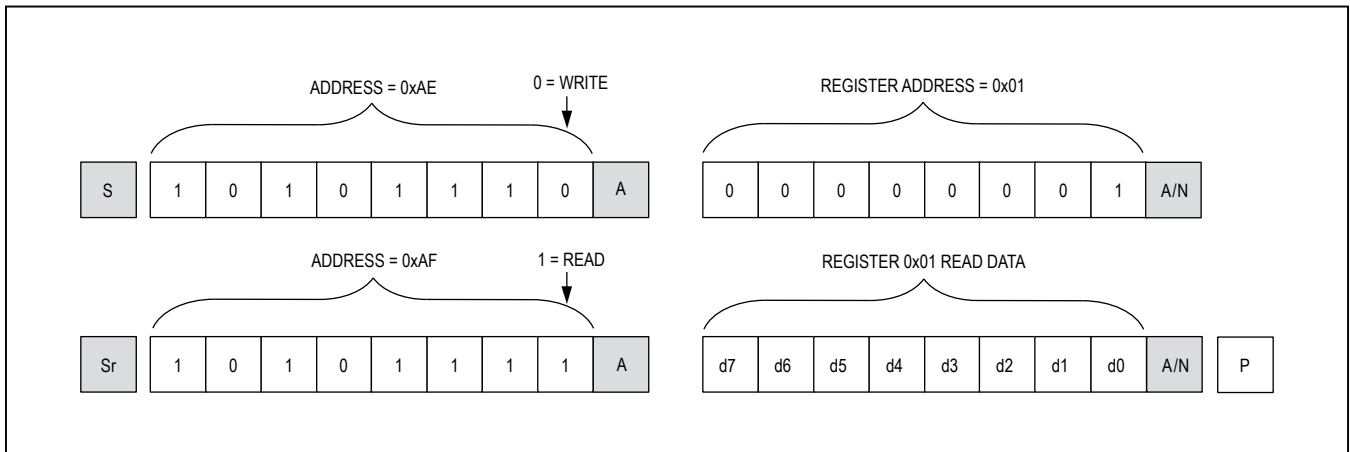 ADDRESS = 0xAE 0 = WRITE REGISTER ADDRESS = 0x01
S 1 0 1 0 1 1 1 0 A 0 0 0 0 0 0 0 1 A/N
ADDRESS = 0xAF 1 = READ REGISTER 0x01 READ DATA
Sr 1 0 1 0 1 1 1 1 A d7 d6 d5 d4 d3 d2 d1 d0 A/N P